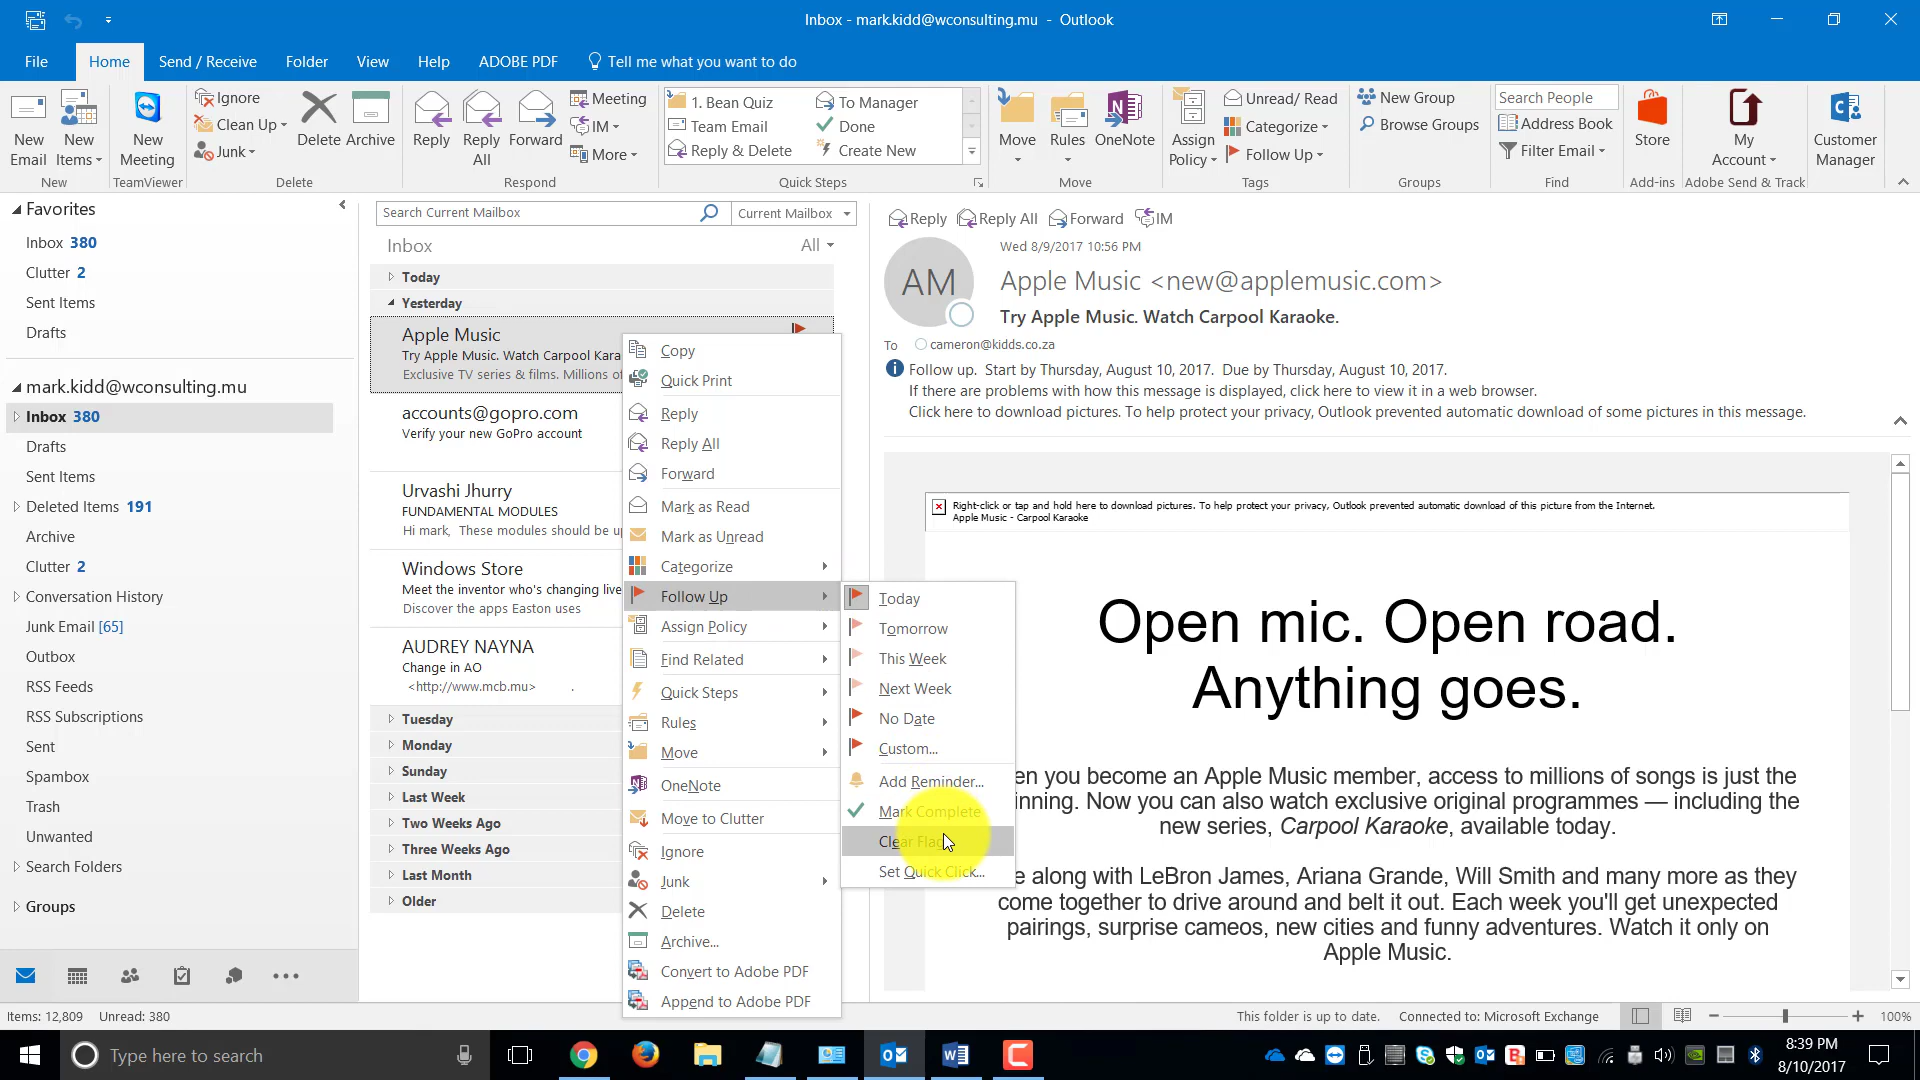 Inbox - mark.kidd@wconsulting.mu - Outlook
File Home Send / Receive Folder View Help ADOBE PDF Tell me what you want to do
New Email
New Items
New
New Meeting
TeamViewer
Ignore
Clean Up
Junk
Delete
Archive
Delete
Reply
Reply All
Forward
Meeting
IM
More
Respond
1. Bean Quiz
Team Email
Reply & Delete
To Manager
Done
Create New
Quick Steps
Move
Rules
OneNote
Move
Assign Policy
Unread/ Read
Categorize
Follow Up
Tags
New Group
Browse Groups
Groups
Search People
Address Book
Filter Email
Find
Store
Add-ins
My Account
Adobe Send & Track
Customer Manager
Favorites
Inbox 380
Clutter 2
Sent Items
Drafts
mark.kidd@wconsulting.mu
Inbox 380
Drafts
Sent Items
Deleted Items 191
Archive
Clutter 2
Conversation History
Junk Email [65]
Outbox
RSS Feeds
RSS Subscriptions
Sent
Spambox
Trash
Unwanted
Search Folders
Groups
Search Current Mailbox
Current Mailbox
Inbox
All
Today
Yesterday
Apple Music
Try Apple Music. Watch Carpool Kara
Exclusive TV series & films. Millions of
accounts@gopro.com
Verify your new GoPro account
Urvashi Jhurry
FUNDAMENTAL MODULES
Hi mark, These modules should be up
Windows Store
Meet the inventor who's changing live
Discover the apps Easton uses
AUDREY NAYNA
Change in AO
<http://www.mcb.mu> .
Tuesday
Monday
Sunday
Last Week
Two Weeks Ago
Three Weeks Ago
Last Month
Older
Copy
Quick Print
Reply
Reply All
Forward
Mark as Read
Mark as Unread
Categorize
Follow Up
Assign Policy
Find Related
Quick Steps
Rules
Move
OneNote
Move to Clutter
Ignore
Junk
Delete
Archive...
Convert to Adobe PDF
Append to Adobe PDF
Today
Tomorrow
This Week
Next Week
No Date
Custom...
Add Reminder...
Mark Complete
Clear Flag
Set Quick Click...
Reply Reply All Forward IM
Wed 8/9/2017 10:56 PM
AM
Apple Music <new@applemusic.com>
Try Apple Music. Watch Carpool Karaoke.
To cameron@kidds.co.za
Follow up. Start by Thursday, August 10, 2017. Due by Thursday, August 10, 2017.
If there are problems with how this message is displayed, click here to view it in a web browser.
Click here to download pictures. To help protect your privacy, Outlook prevented automatic download of some pictures in this message.
Right-click or tap and hold here to download pictures. To help protect your privacy, Outlook prevented automatic download of this picture from the Internet.
Apple Music - Carpool Karaoke
Open mic. Open road.
Anything goes.
en you become an Apple Music member, access to millions of songs is just the
inning. Now you can also watch exclusive original programmes — including the
new series, Carpool Karaoke, available today.
e along with LeBron James, Ariana Grande, Will Smith and many more as they
come together to drive around and belt it out. Each week you'll get unexpected
pairings, surprise cameos, new cities and funny adventures. Watch it only on
Apple Music.
Items: 12,809 Unread: 380
This folder is up to date. Connected to: Microsoft Exchange
100%
Type here to search
8:39 PM
8/10/2017